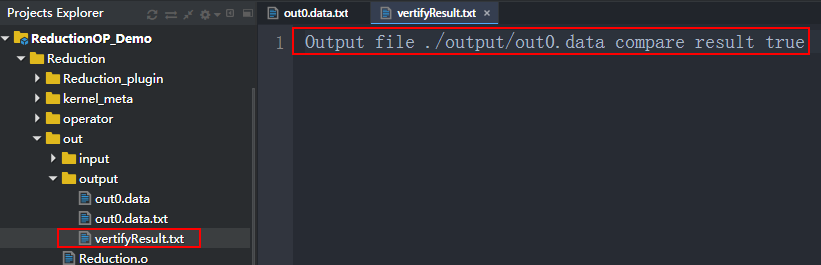 Projects Explorer
ReductionOP_Demo
Reduction
Reduction_plugin
kernel_meta
operator
out
input
output
out0.data
out0.data.txt
vertifyResult.txt
Reduction.o
out0.data.txt
vertifyResult.txt ×
1 Output file ./output/out0.data compare result true